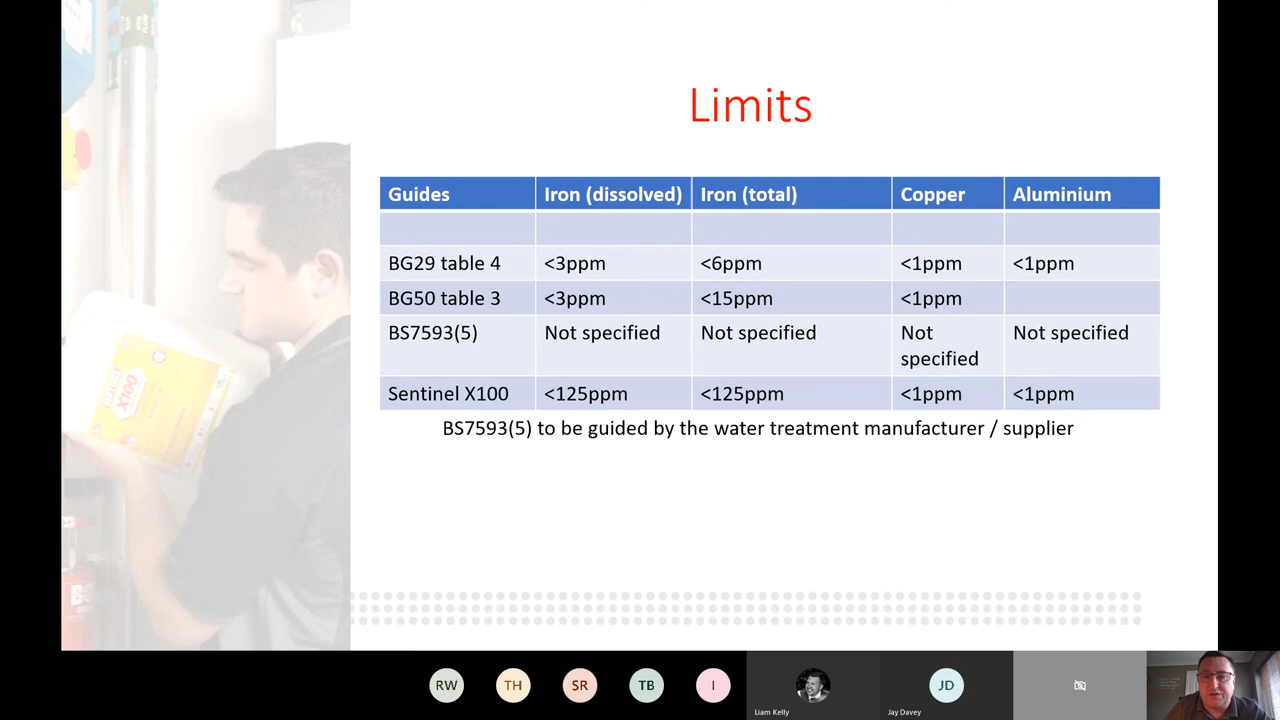 Limits
Guides Iron (dissolved) Iron (total) Copper Aluminium
BG29 table 4 <3ppm <6ppm <1ppm <1ppm
BG50 table 3 <3ppm <15ppm <1ppm
BS7593(5) Not specified Not specified Not specified Not specified
Sentinel X100 <125ppm <125ppm <1ppm <1ppm
BS7593(5) to be guided by the water treatment manufacturer / supplier
X100
RW TH SR TB I JD
Liam Kelly Jay Davey